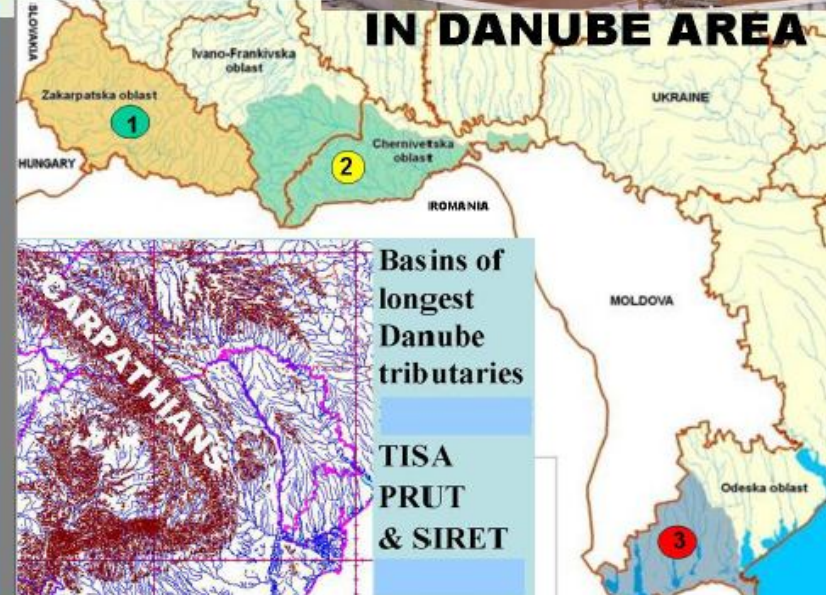 IN DANUBE AREA
SLOVAKIA
Ivano-Frankivska
oblast
Zakarpatska oblast
1
UKRAINE
HUNGARY
Chernivetska
oblast
2
ROMANIA
CARPATHIANS
Basins of
longest
Danube
tributaries
TISA
PRUT
& SIRET
MOLDOVA
Odeska oblast
3